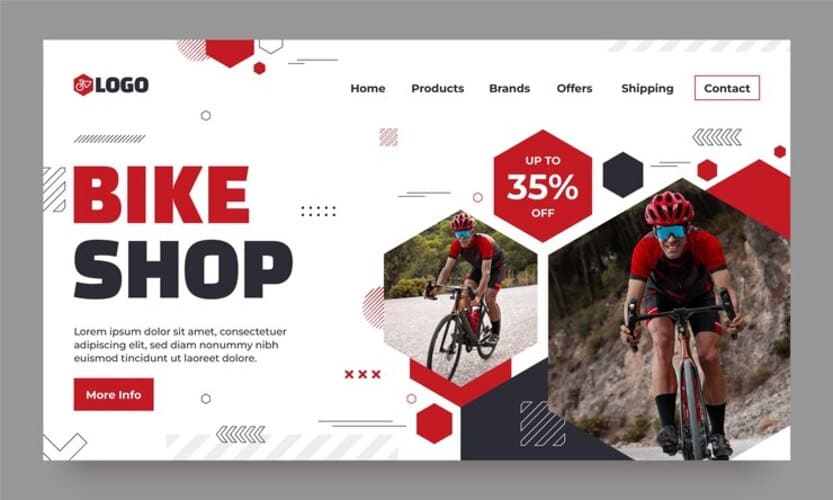 LOGO
Home Products Brands Offers Shipping Contact
BIKE
SHOP
UP TO
35%
OFF
Lorem ipsum dolor sit amet, consectetuer
adipiscing elit, sed diam nonummy nibh
euismod tincidunt ut laoreet dolore.
More Info